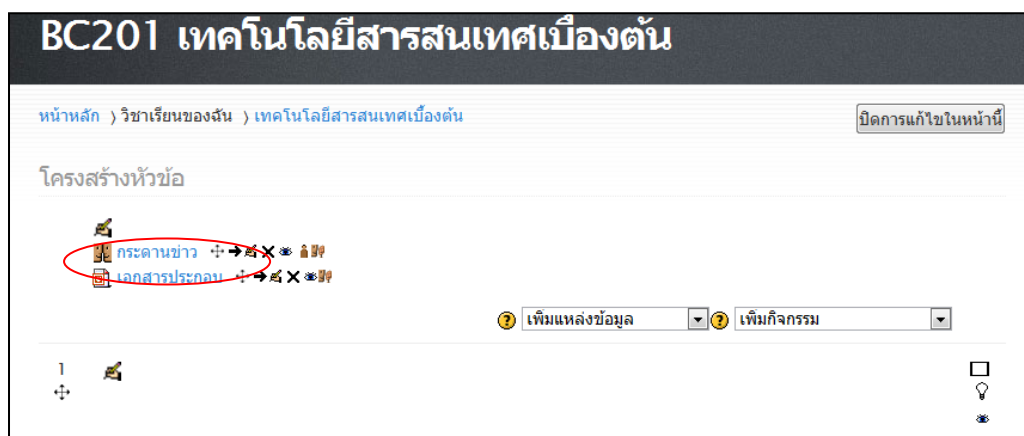 BC201 เทคโนโลยีสารสนเทศเบื้องต้น
หน้าหลัก ⟩ วิชาเรียนของฉัน ⟩ เทคโนโลยีสารสนเทศเบื้องต้น
ปิดการแก้ไขในหน้านี้
โครงสร้างหัวข้อ
กระดานข่าว
เอกสารประกอบ
เพิ่มแหล่งข้อมูล เพิ่มกิจกรรม
1